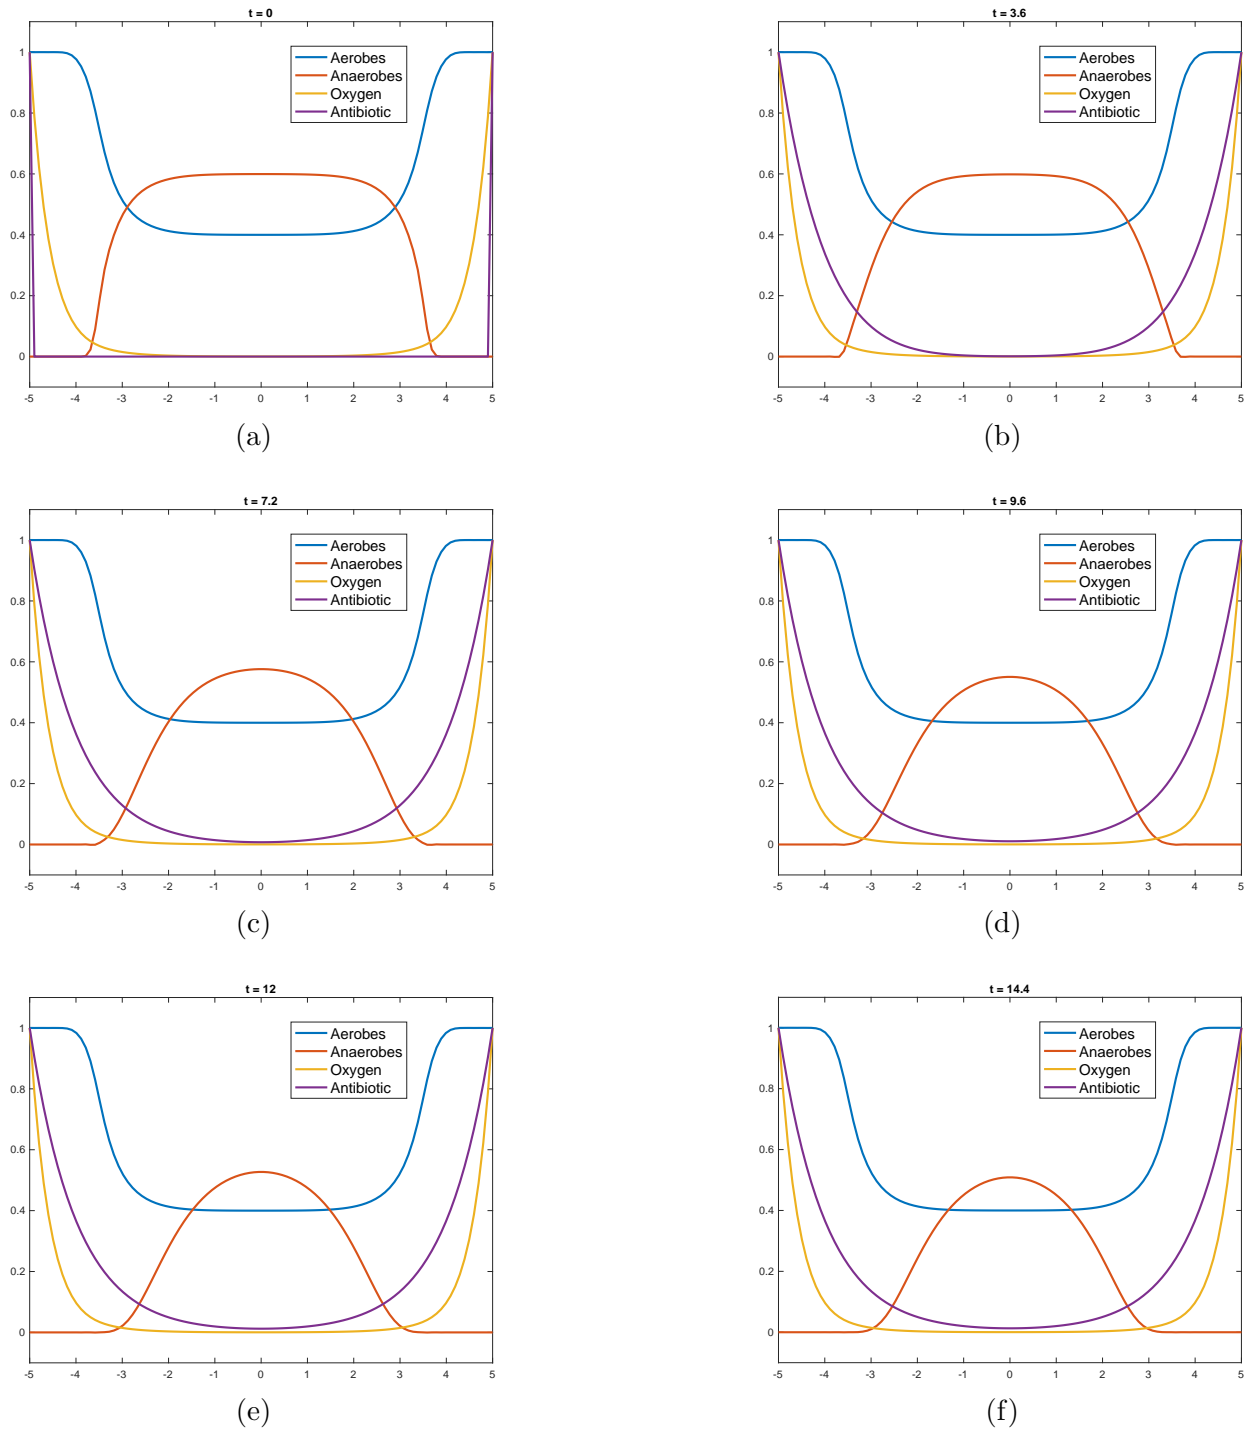 t = 0
1
0.8
0.6
0.4
0.2
0
-5 -4 -3 -2 -1 0 1 2 3 4 5
Aerobes
Anaerobes
Oxygen
Antibiotic
(a)
t = 3.6
1
0.8
0.6
0.4
0.2
0
-5 -4 -3 -2 -1 0 1 2 3 4 5
Aerobes
Anaerobes
Oxygen
Antibiotic
(b)
t = 7.2
1
0.8
0.6
0.4
0.2
0
-5 -4 -3 -2 -1 0 1 2 3 4 5
Aerobes
Anaerobes
Oxygen
Antibiotic
(c)
t = 9.6
1
0.8
0.6
0.4
0.2
0
-5 -4 -3 -2 -1 0 1 2 3 4 5
Aerobes
Anaerobes
Oxygen
Antibiotic
(d)
t = 12
1
0.8
0.6
0.4
0.2
0
-5 -4 -3 -2 -1 0 1 2 3 4 5
Aerobes
Anaerobes
Oxygen
Antibiotic
(e)
t = 14.4
1
0.8
0.6
0.4
0.2
0
-5 -4 -3 -2 -1 0 1 2 3 4 5
Aerobes
Anaerobes
Oxygen
Antibiotic
(f)